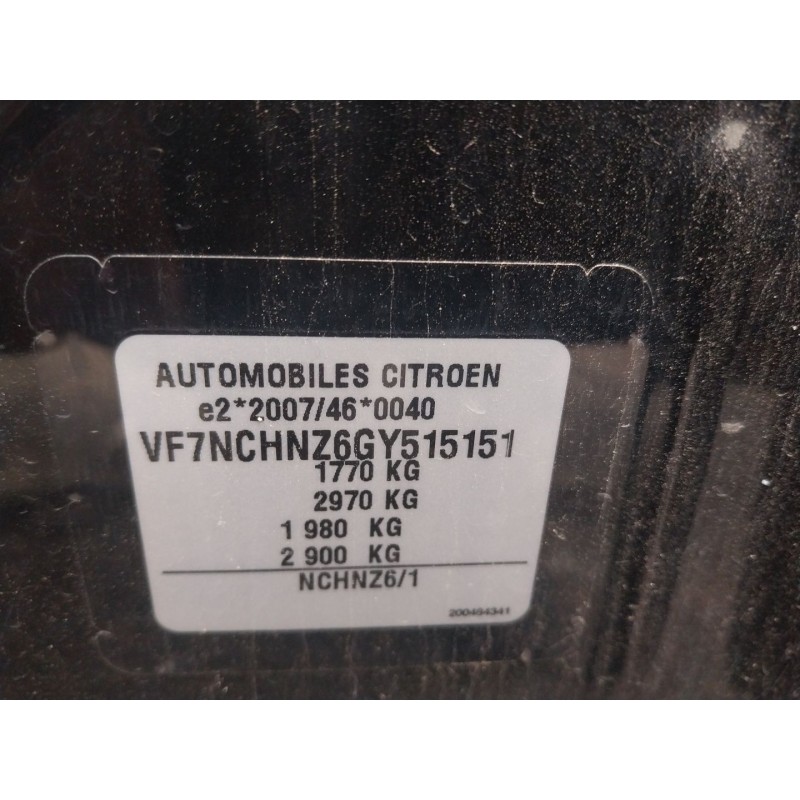 AUTOMOBILES CITROEN
e2*2007/46*0040
VF7NCHNZ6GY515151
1770 KG
2970 KG
1 980 KG
2 900 KG
NCHNZ6/1
200494341